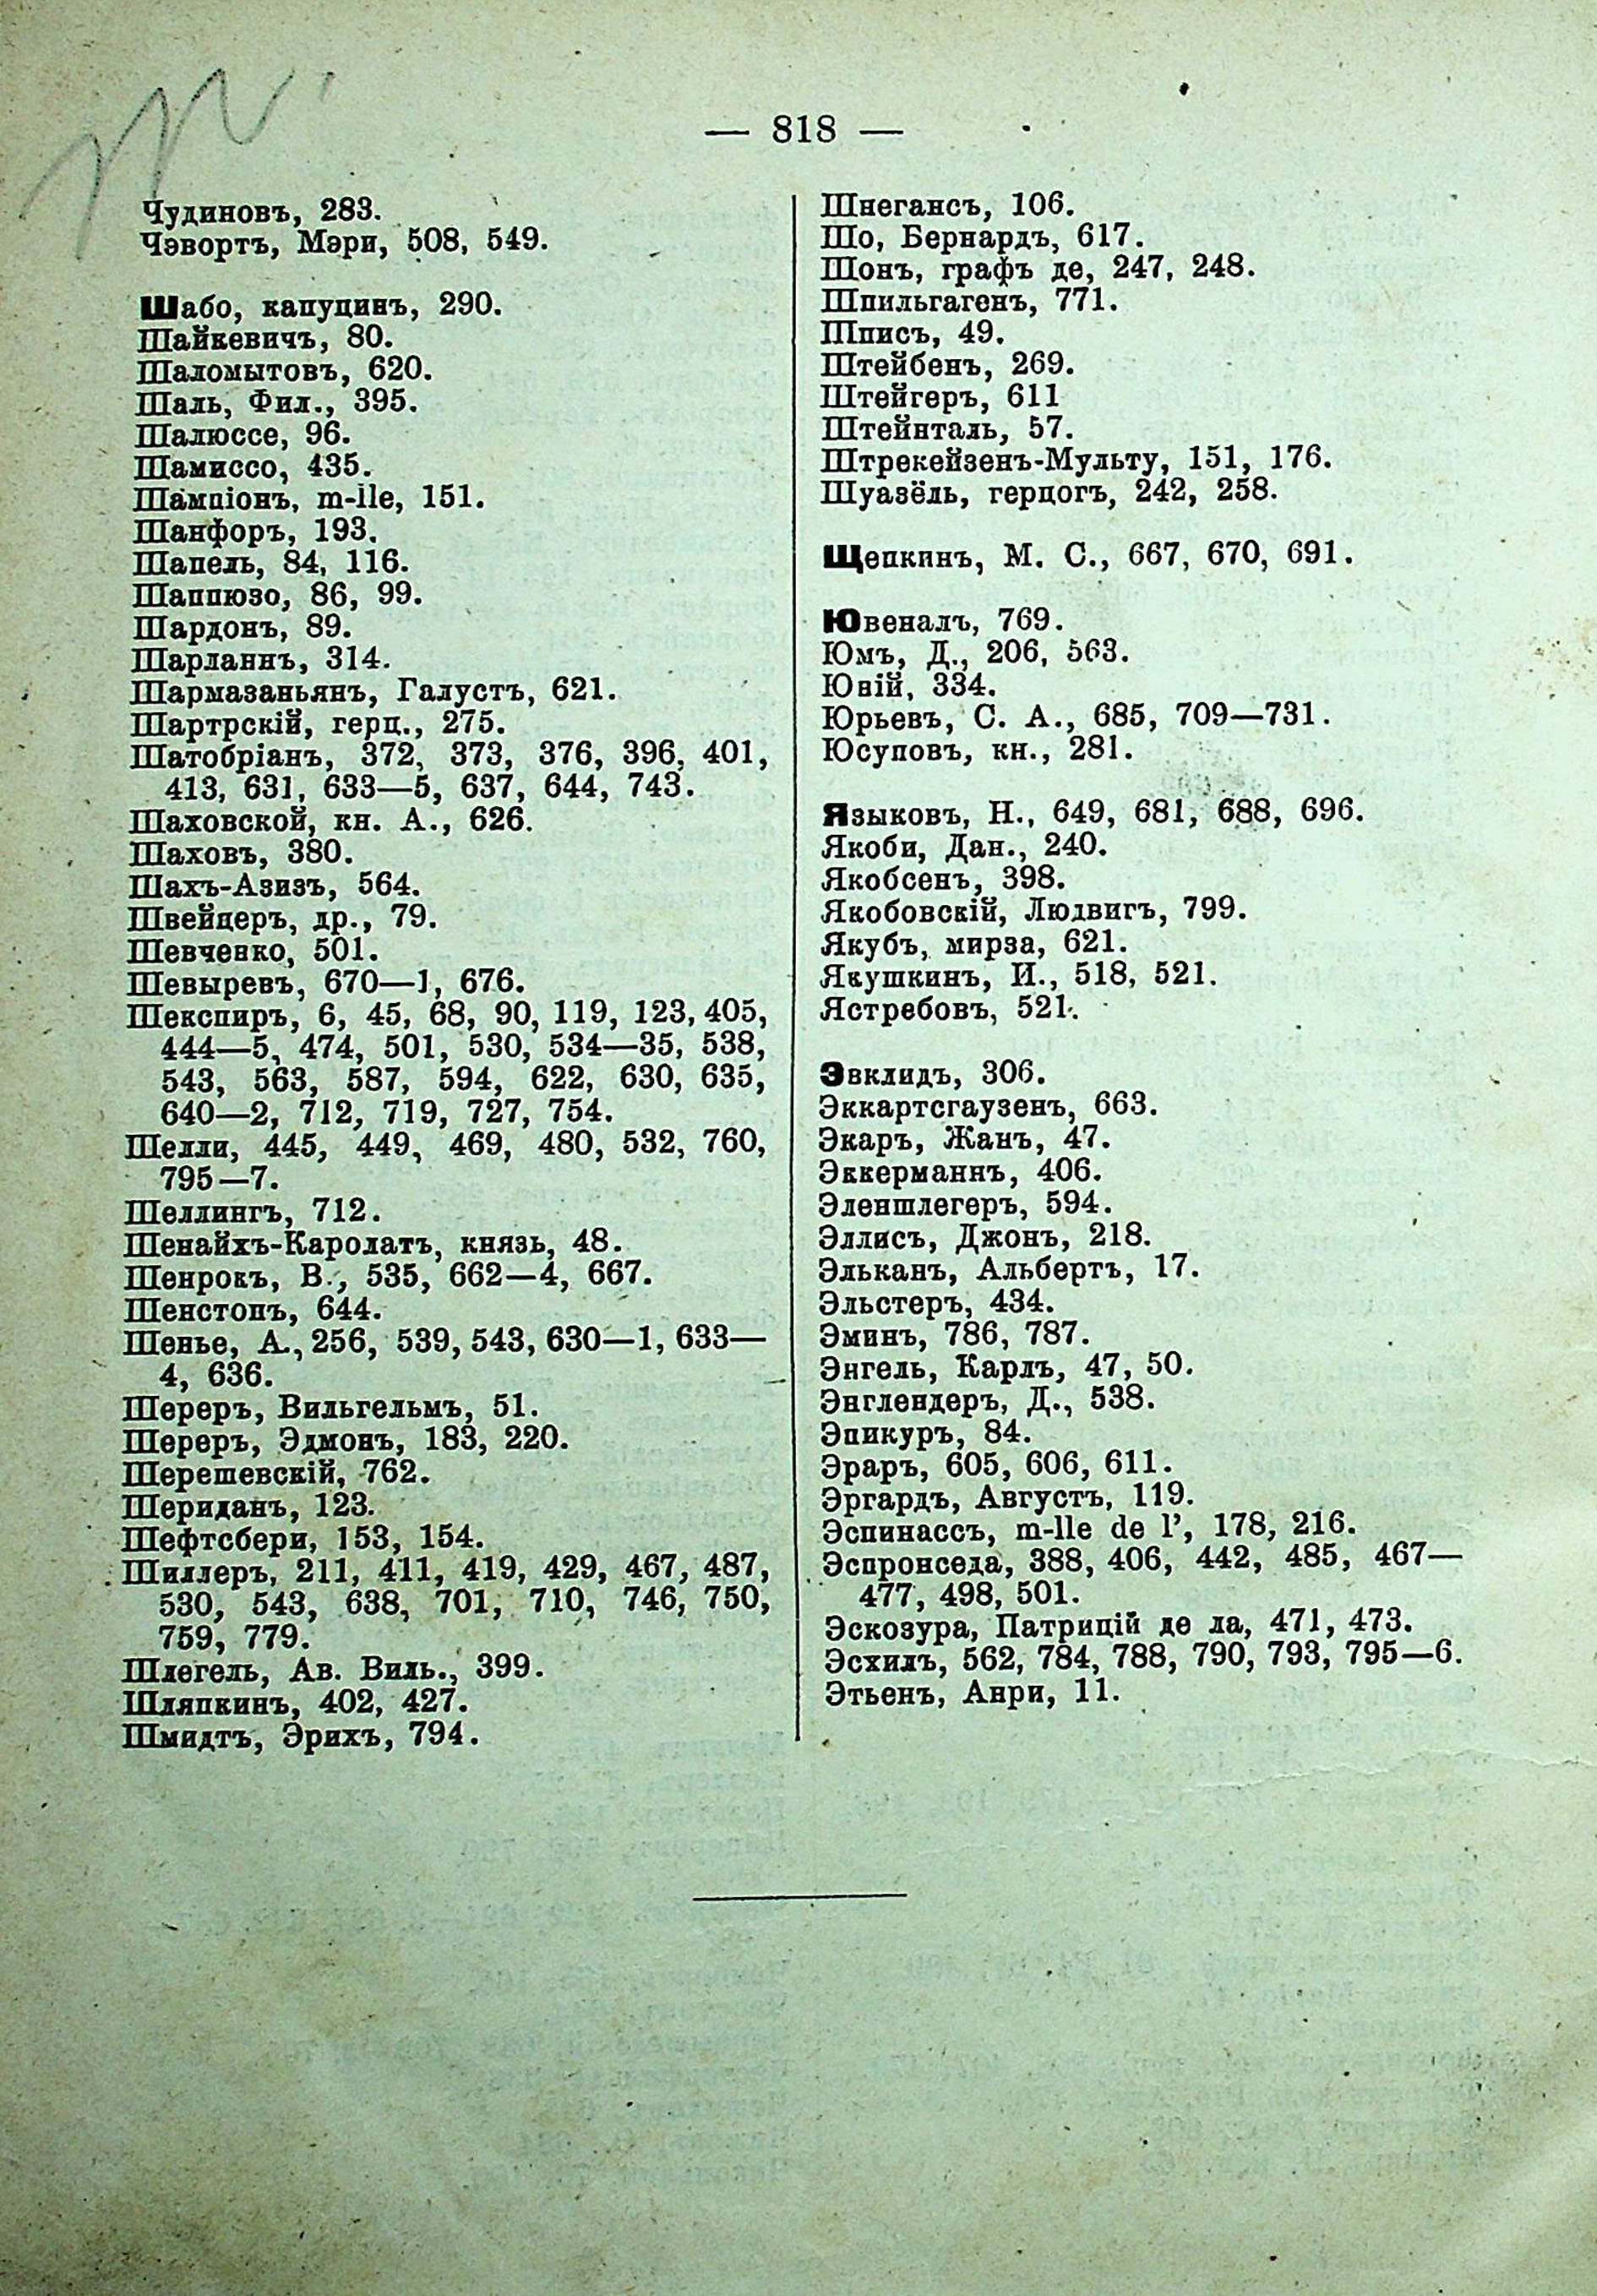 — 818 —
Чудиновъ, 283.
Чэвортъ, Мэри, 508, 549.
Шабо, капуцинъ, 290.
Шайкевичъ, 80.
Шаломытовъ, 620.
Шаль, Фил., 395.
Шалюссе, 96.
Шамиссо, 435.
Шампіонъ, m-lle, 151.
Шанфоръ, 193.
Шапель, 84, 116.
Шаппюзо, 86, 99.
Шардонъ, 89.
Шарланнъ, 314.
Шармазаньянъ, Галустъ, 621.
Шартрскій, герц., 275.
Шатобріанъ, 372, 373, 376, 396, 401,
413, 631, 633—5, 637, 644, 743.
Шаховской, кн. А., 626.
Шаховъ, 380.
Шахъ-Азизъ, 564.
Швейцеръ, др., 79.
Шевченко, 501.
Шевыревъ, 670—1, 676.
Шекспиръ, 6, 45, 68, 90, 119, 123, 405,
444—5, 474, 501, 530, 534—35, 538,
543, 563, 587, 594, 622, 630, 635,
640—2, 712, 719, 727, 754.
Шелли, 445, 449, 469, 480, 532, 760,
795—7.
Шеллингъ, 712.
Шенайхъ-Каролатъ, князь, 48.
Шенрокъ, В., 535, 662—4, 667.
Шенстонъ, 644.
Шенье, А., 256, 539, 543, 630—1, 633—
4, 636.
Шереръ, Вильгельмъ, 51.
Шереръ, Эдмонъ, 183, 220.
Шерешевскій, 762.
Шериданъ, 123.
Шефтсбери, 153, 154.
Шиллеръ, 211, 411, 419, 429, 467, 487,
530, 543, 638, 701, 710, 746, 750,
759, 779.
Шлегель, Ав. Виль., 399.
Шляпкинъ, 402, 427.
Шмидтъ, Эрихъ, 794.
Шнегансъ, 106.
Шо, Бернардъ, 617.
Шонъ, графъ де, 247, 248.
Шпильгагенъ, 771.
Шписъ, 49.
Штейбенъ, 269.
Штейгеръ, 611
Штейнталь, 57.
Штрекейзенъ-Мульту, 151, 176.
Шуазёль, герцогъ, 242, 258.
Щепкинъ, М. С., 667, 670, 691.
Ювеналъ, 769.
Юмъ, Д., 206, 563.
Юній, 334.
Юрьевъ, С. А., 685, 709—731.
Юсуповъ, кн., 281.
Языковъ, Н., 649, 681, 688, 696.
Якоби, Дан., 240.
Якобсенъ, 398.
Якобовскій, Людвигъ, 799.
Якубъ, мирза, 621.
Якушкинъ, И., 518, 521.
Ястребовъ, 521.
Эвклидъ, 306.
Эккартсгаузенъ, 663.
Экаръ, Жанъ, 47.
Эккерманнъ, 406.
Эленшлегеръ, 594.
Эллисъ, Джонъ, 218.
Эльканъ, Альбертъ, 17.
Эльстеръ, 434.
Эминъ, 786, 787.
Энгель, Карлъ, 47, 50.
Энглендеръ, Д., 538.
Эпикуръ, 84.
Эраръ, 605, 606, 611.
Эргардъ, Августъ, 119.
Эспинассъ, m-lle de l’, 178, 216.
Эспронседа, 388, 406, 442, 485, 467—
477, 498, 501.
Эскозура, Патрицій де ла, 471, 473.
Эсхилъ, 562, 784, 788, 790, 793, 795—6.
Этьенъ, Анри, 11.